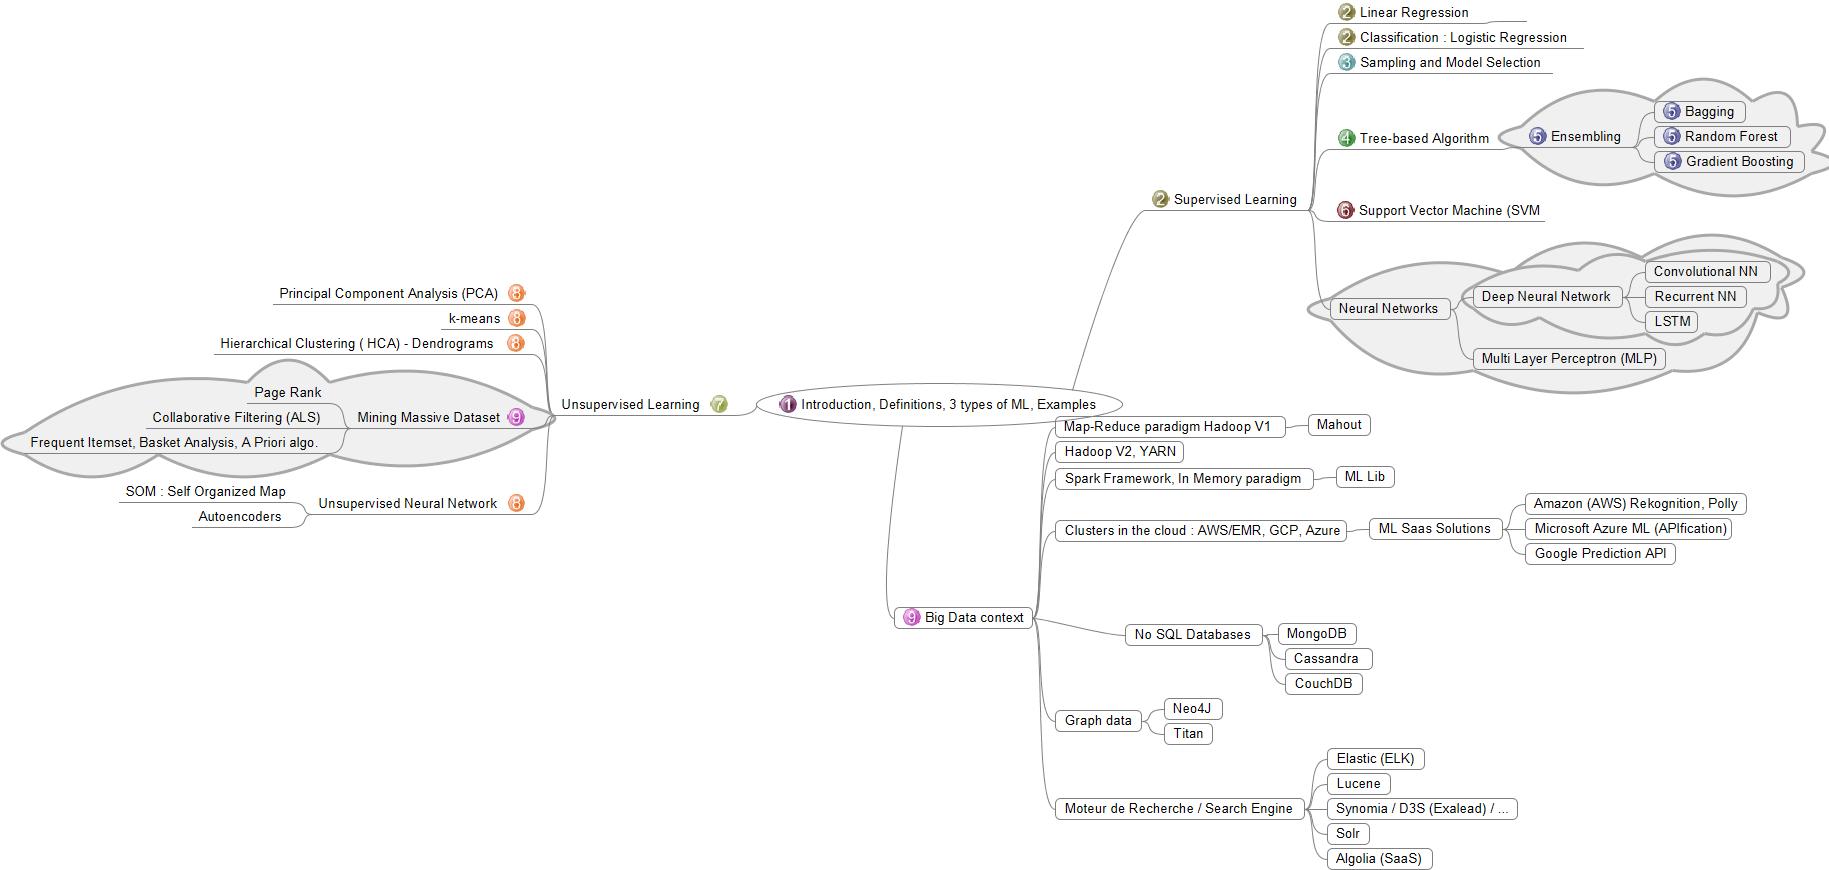 1 Introduction, Definitions, 3 types of ML, Examples
2 Supervised Learning
2 Linear Regression
2 Classification : Logistic Regression
3 Sampling and Model Selection
4 Tree-based Algorithm
5 Ensembling
5 Bagging
5 Random Forest
5 Gradient Boosting
6 Support Vector Machine (SVM
Neural Networks
Deep Neural Network
Convolutional NN
Recurrent NN
LSTM
Multi Layer Perceptron (MLP)
Unsupervised Learning 7
Principal Component Analysis (PCA) 8
k-means 8
Hierarchical Clustering ( HCA) - Dendrograms 8
Mining Massive Dataset 9
Page Rank
Collaborative Filtering (ALS)
Frequent Itemset, Basket Analysis, A Priori algo.
Unsupervised Neural Network 8
SOM : Self Organized Map
Autoencoders
9 Big Data context
Map-Reduce paradigm Hadoop V1
Mahout
Hadoop V2, YARN
Spark Framework, In Memory paradigm
ML Lib
Clusters in the cloud : AWS/EMR, GCP, Azure
ML Saas Solutions
Amazon (AWS) Rekognition, Polly
Microsoft Azure ML (APIfication)
Google Prediction API
No SQL Databases
MongoDB
Cassandra
CouchDB
Graph data
Neo4J
Titan
Moteur de Recherche / Search Engine
Elastic (ELK)
Lucene
Synomia / D3S (Exalead) / ...
Solr
Algolia (SaaS)